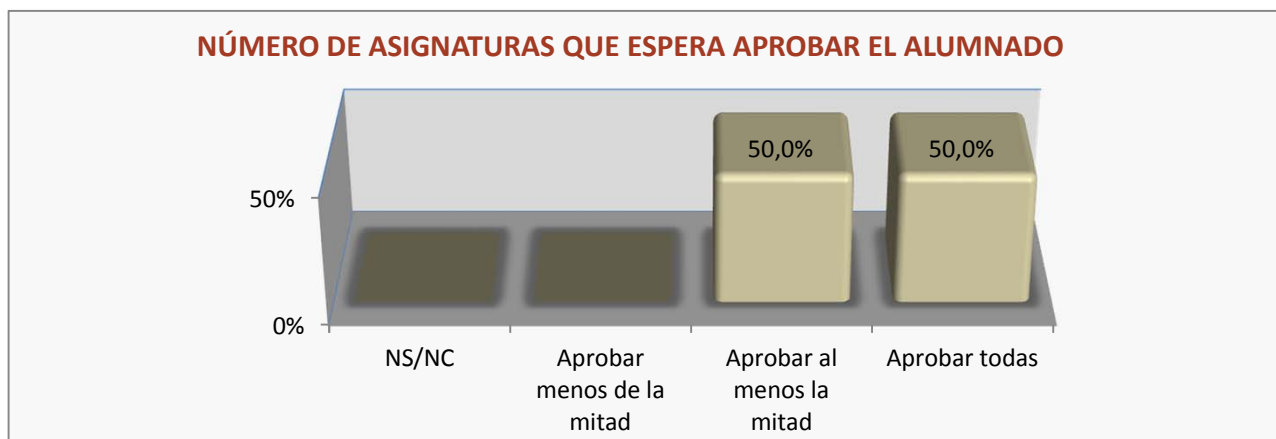 NÚMERO DE ASIGNATURAS QUE ESPERA APROBAR EL ALUMNADO
50,0% 50,0%
50%
0%
NS/NC
Aprobar
menos de la
mitad
Aprobar al
menos la
mitad
Aprobar todas